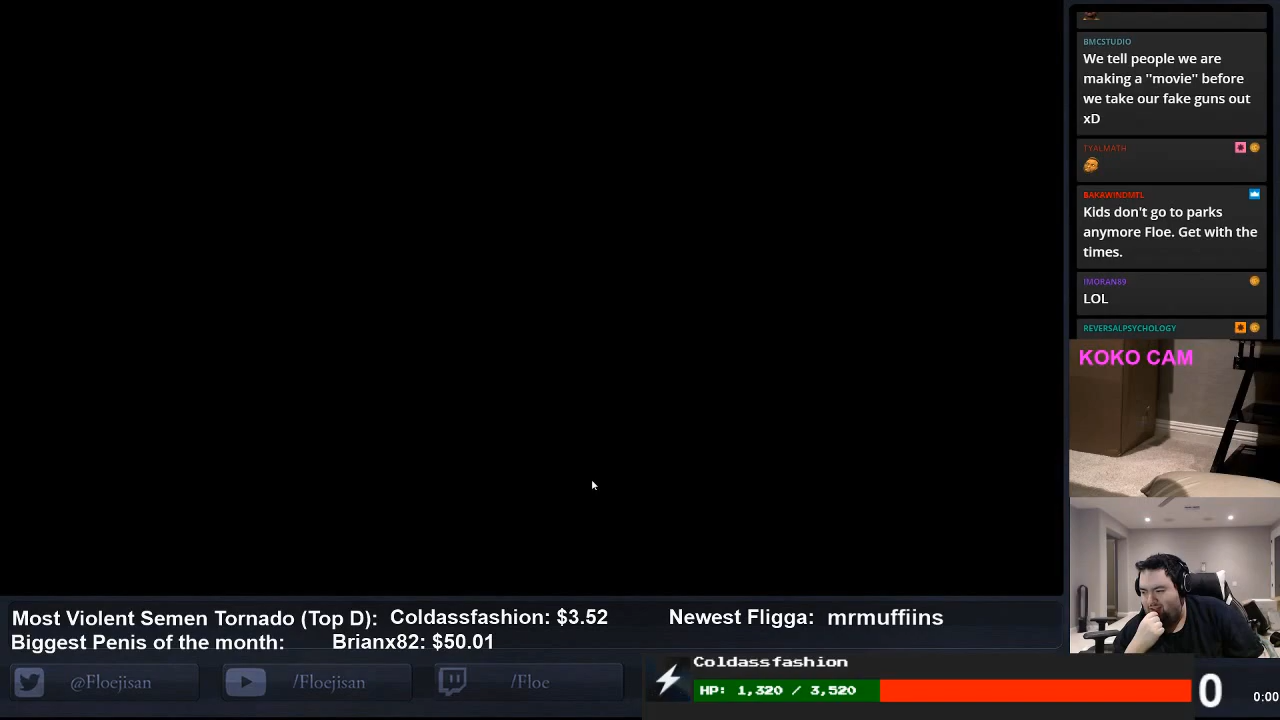 BMCSTUDIO
We tell people we are
making a "movie" before
we take our fake guns out
xD
TYALMATH
BAKAWINDMTL
Kids don't go to parks
anymore Floe. Get with the
times.
IMORAN89
LOL
REVERSALPSYCHOLOGY
KOKO CAM
Most Violent Semen Tornado (Top D): Coldassfashion: $3.52
Newest Fligga: mrmuffiins
Biggest Penis of the month: Brianx82: $50.01
@Floejisan
/Floejisan
/Floe
Coldassfashion
HP: 1,320 / 3,520
0
0:00